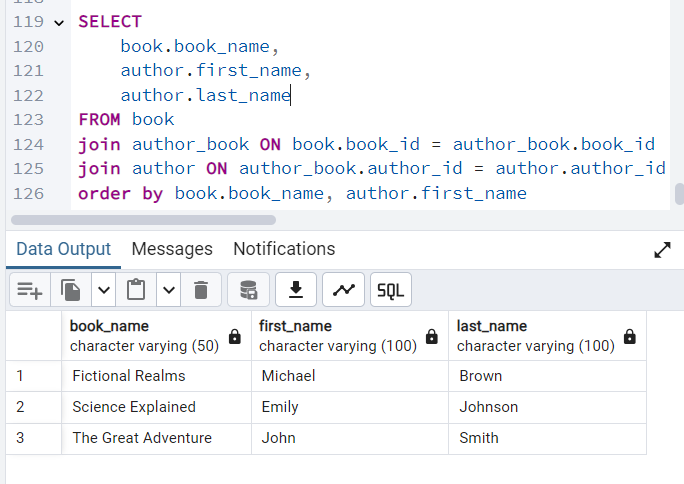 119 SELECT
120 book.book_name,
121 author.first_name,
122 author.last_name
123 FROM book
124 join author_book ON book.book_id = author_book.book_id
125 join author ON author_book.author_id = author.author_id
126 order by book.book_name, author.first_name
Data Output Messages Notifications
SQL
book_name first_name last_name
character varying (50) character varying (100) character varying (100)
1 Fictional Realms Michael Brown
2 Science Explained Emily Johnson
3 The Great Adventure John Smith